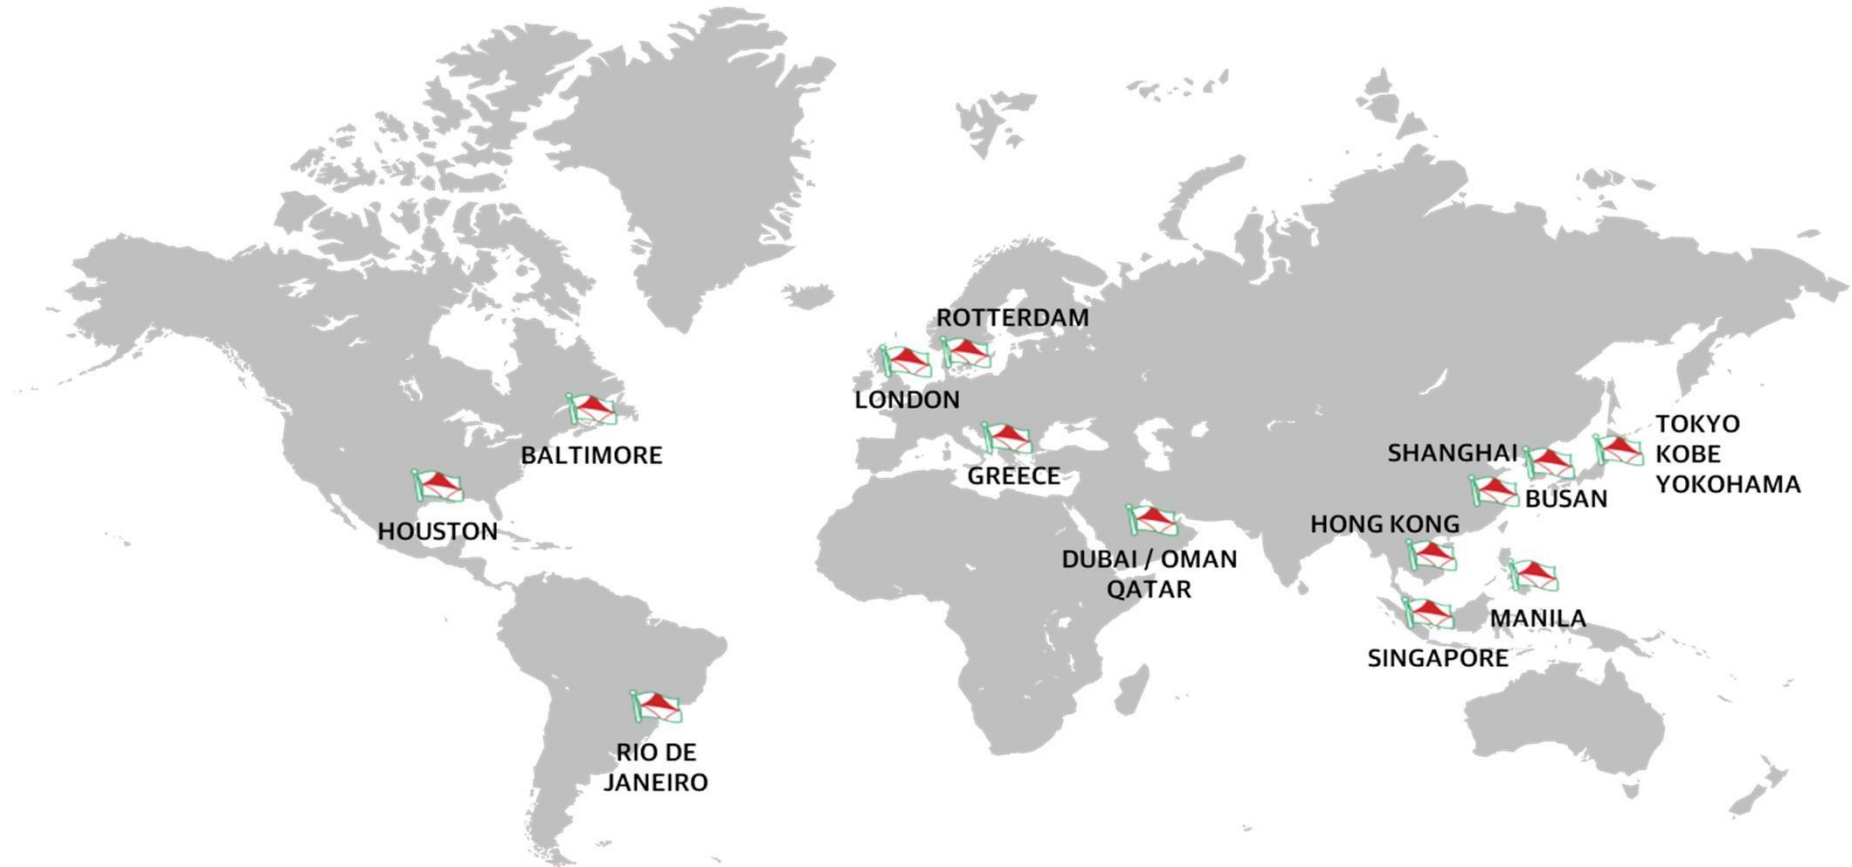 ROTTERDAM
LONDON
BALTIMORE
GREECE
HOUSTON
TOKYO
KOBE
YOKOHAMA
SHANGHAI
BUSAN
HONG KONG
DUBAI / OMAN
QATAR
MANILA
SINGAPORE
RIO DE
JANEIRO